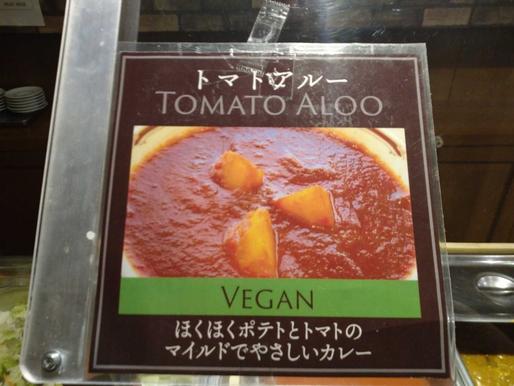 トマトアルー
TOMATO ALOO
VEGAN
ほくほくポテトとトマトの
マイルドでやさしいカレー